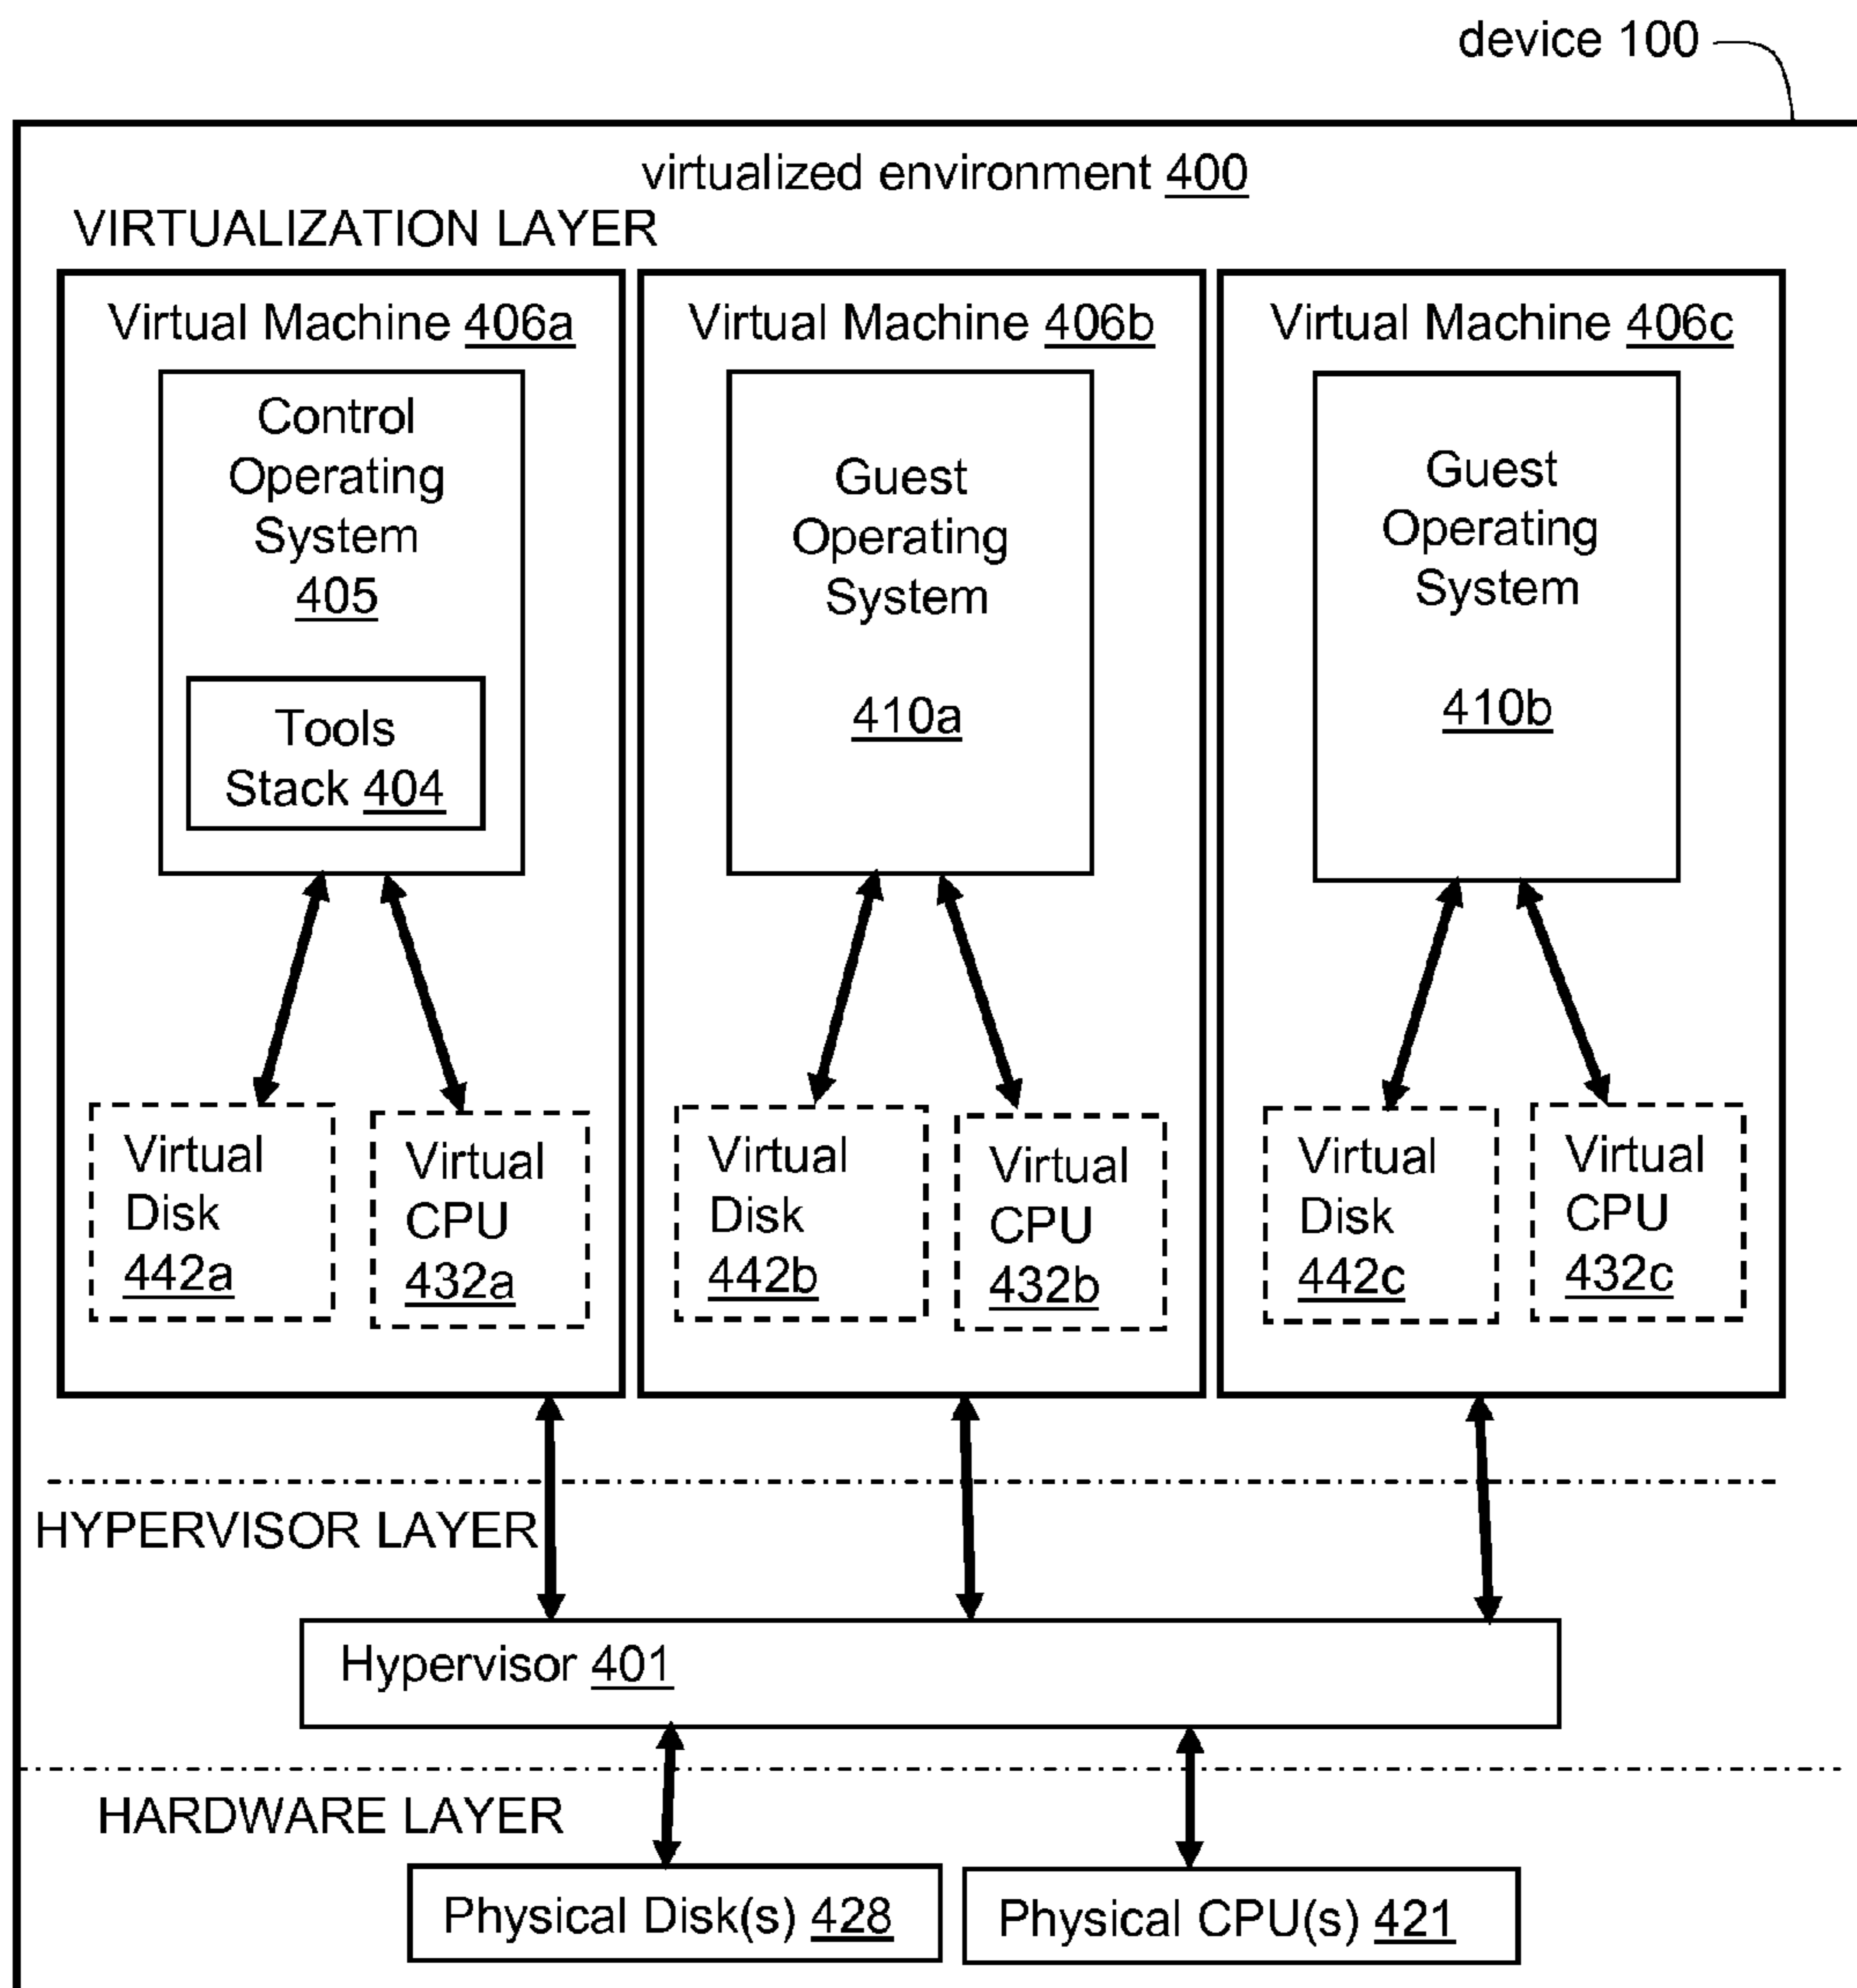 device 100
virtualized environment 400
VIRTUALIZATION LAYER
Virtual Machine 406a
Control
Operating
System
405
Tools
Stack 404
Virtual
Disk
442a
Virtual
CPU
432a
Virtual Machine 406b
Guest
Operating
System
410a
Virtual
Disk
442b
Virtual
CPU
432b
Virtual Machine 406c
Guest
Operating
System
410b
Virtual
Disk
442c
Virtual
CPU
432c
HYPERVISOR LAYER
Hypervisor 401
HARDWARE LAYER
Physical Disk(s) 428
Physical CPU(s) 421